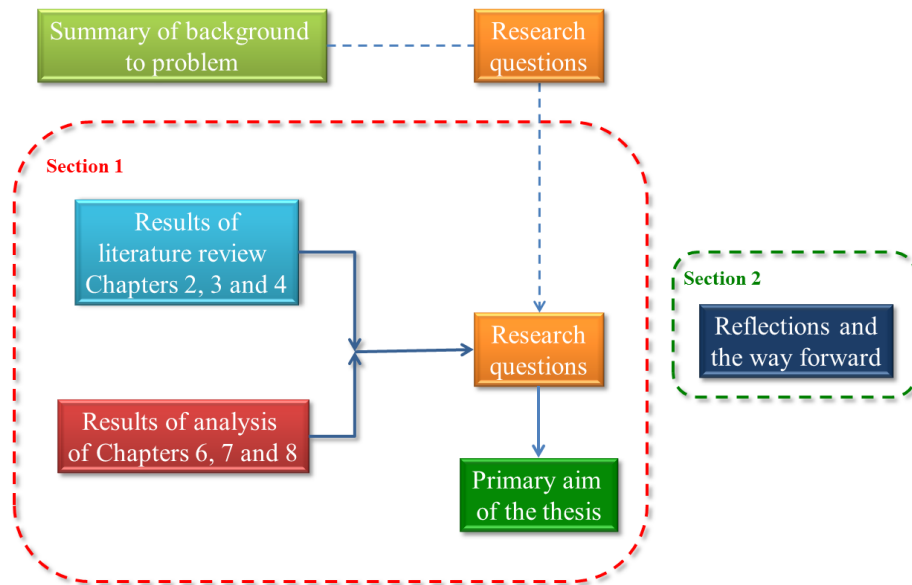 Summary of background
to problem
Research
questions
Section 1
Results of
literature review
Chapters 2, 3 and 4
Section 2
Reflections and
the way forward
Research
questions
Results of analysis
of Chapters 6, 7 and 8
Primary aim
of the thesis